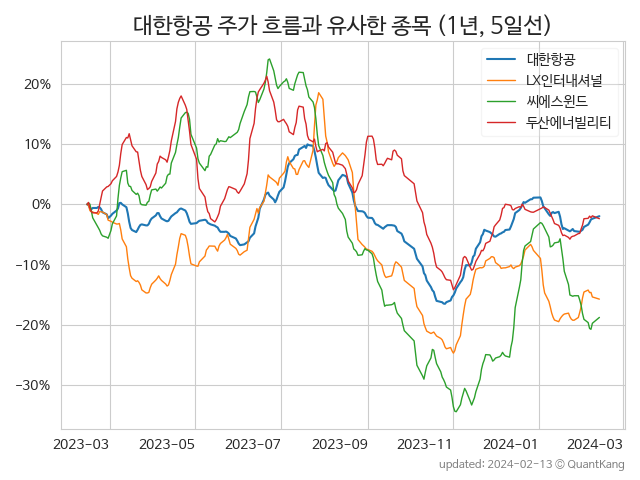 대한항공 주가 흐름과 유사한 종목 (1년, 5일선)
대한항공
LX인터내셔널
씨에스윈드
두산에너빌리티
20%
10%
0%
−10%
−20%
−30%
2023-03 2023-05 2023-07 2023-09 2023-11 2024-01 2024-03
updated: 2024-02-13 © QuantKang